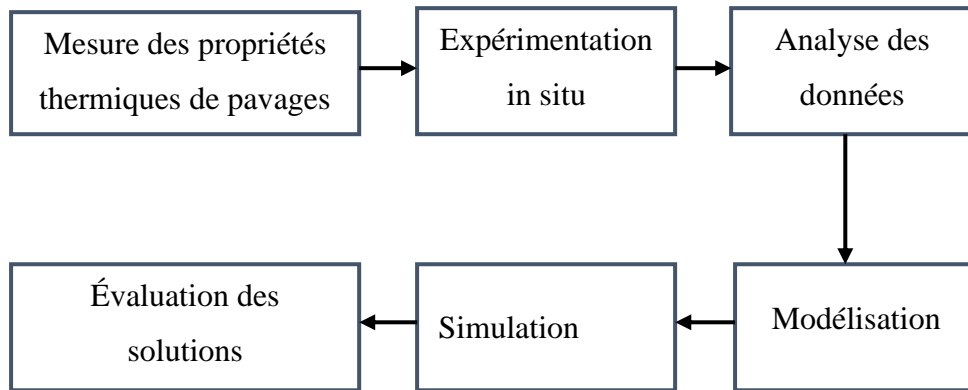 Mesure des propriétés
thermiques de pavages
Expérimentation
in situ
Analyse des
données
Évaluation des
solutions
Simulation
Modélisation